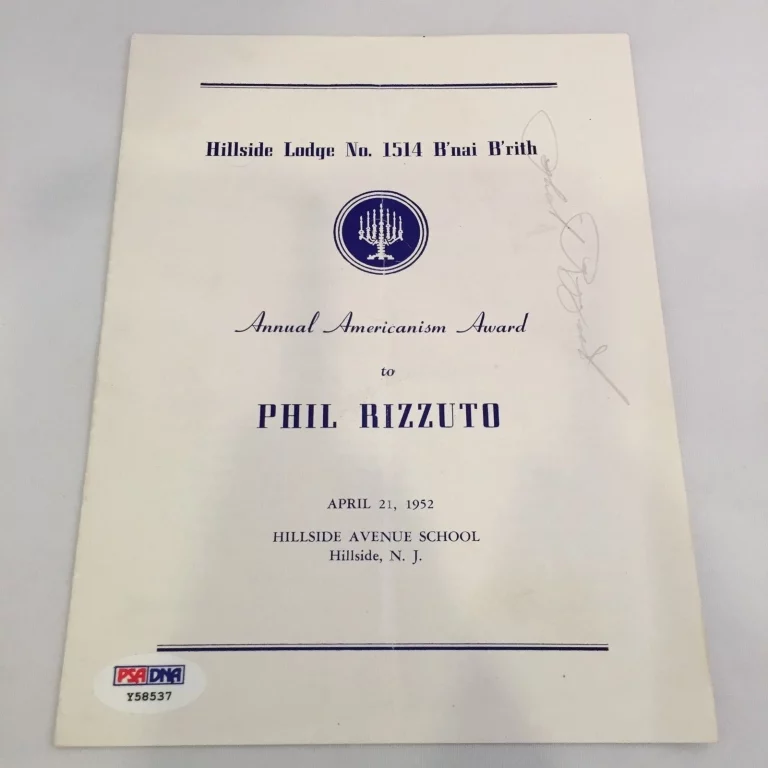 Hillside Lodge No. 1514 B'nai B'rith
Annual Americanism Award
to
PHIL RIZZUTO
APRIL 21, 1952
HILLSIDE AVENUE SCHOOL
Hillside, N. J.
PSA DNA
Y58537